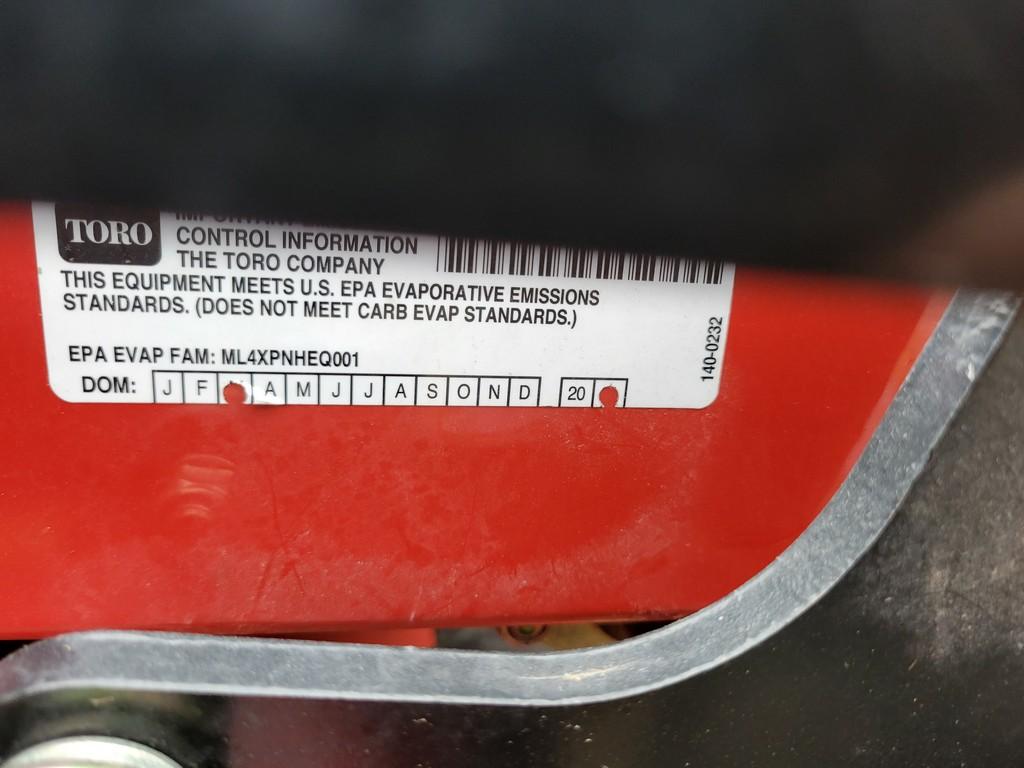 TORO
CONTROL INFORMATION
THE TORO COMPANY
THIS EQUIPMENT MEETS U.S. EPA EVAPORATIVE EMISSIONS
STANDARDS. (DOES NOT MEET CARB EVAP STANDARDS.)
EPA EVAP FAM: ML4XPNHEQ001
DOM: J F A M J J A S O N D 20
140-0232